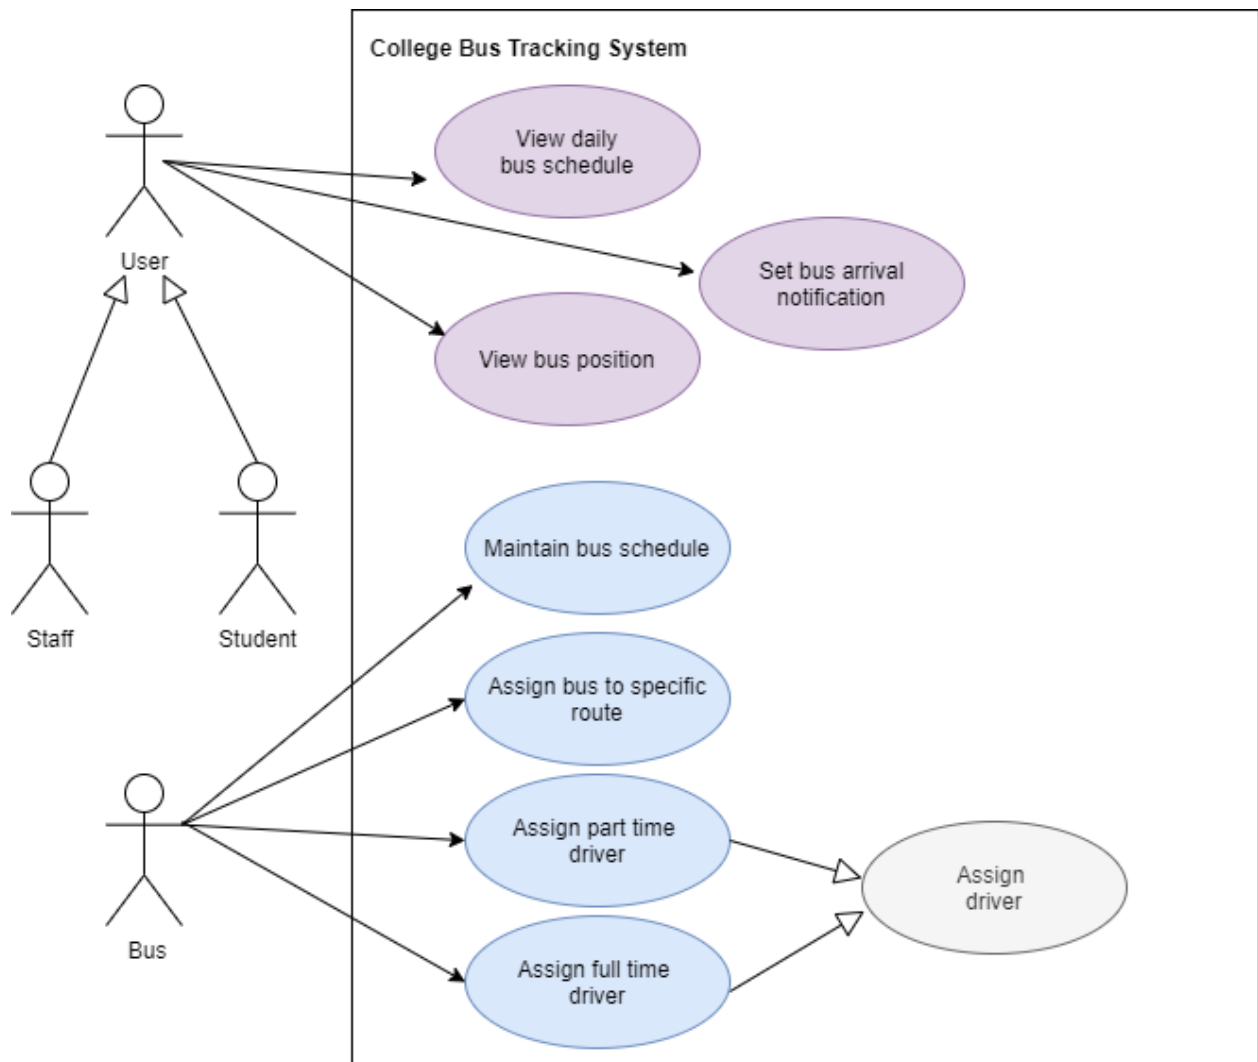 College Bus Tracking System
View daily
bus schedule
User
Set bus arrival
notification
View bus position
Maintain bus schedule
Staff
Student
Assign bus to specific
route
Assign part time
driver
Assign
driver
Bus
Assign full time
driver